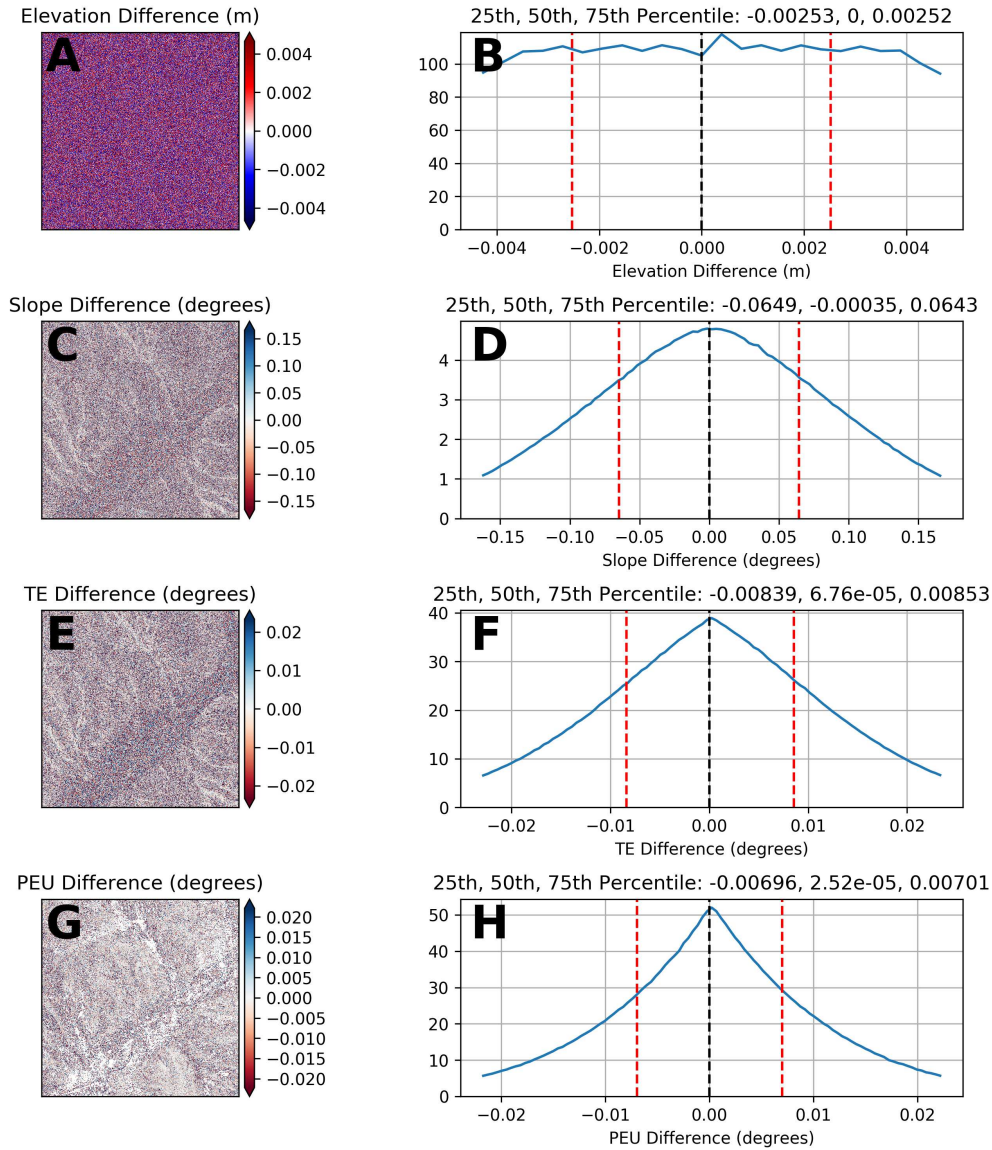 Elevation Difference (m)
A
0.004
0.002
0.000
−0.002
−0.004
25th, 50th, 75th Percentile: -0.00253, 0, 0.00252
B
100
80
60
40
20
0
−0.004 −0.002 0.000 0.002 0.004
Elevation Difference (m)
Slope Difference (degrees)
C
0.15
0.10
0.05
0.00
−0.05
−0.10
−0.15
25th, 50th, 75th Percentile: -0.0649, -0.00035, 0.0643
D
4
3
2
1
0
−0.15 −0.10 −0.05 0.00 0.05 0.10 0.15
Slope Difference (degrees)
TE Difference (degrees)
E
0.02
0.01
0.00
−0.01
−0.02
25th, 50th, 75th Percentile: -0.00839, 6.76e-05, 0.00853
F
40
30
20
10
0
−0.02 −0.01 0.00 0.01 0.02
TE Difference (degrees)
PEU Difference (degrees)
G
0.020
0.015
0.010
0.005
0.000
−0.005
−0.010
−0.015
−0.020
25th, 50th, 75th Percentile: -0.00696, 2.52e-05, 0.00701
H
50
40
30
20
10
0
−0.02 −0.01 0.00 0.01 0.02
PEU Difference (degrees)